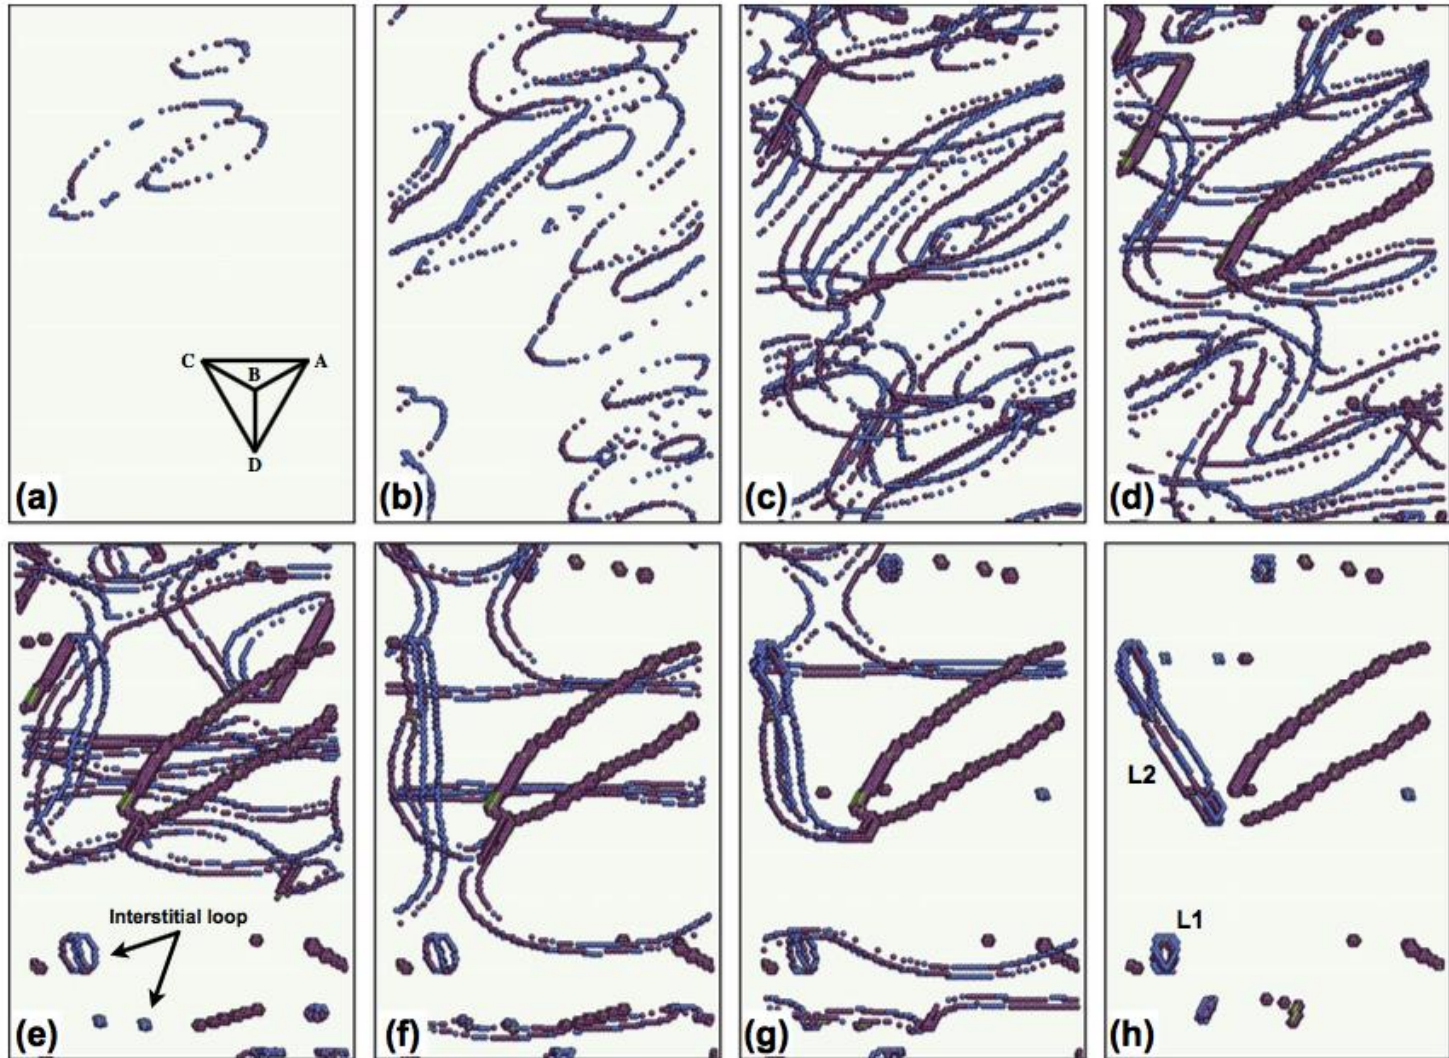 C
B
A
D
(a)
(b)
(c)
(d)
Interstitial loop
(e)
(f)
(g)
L2
L1
(h)